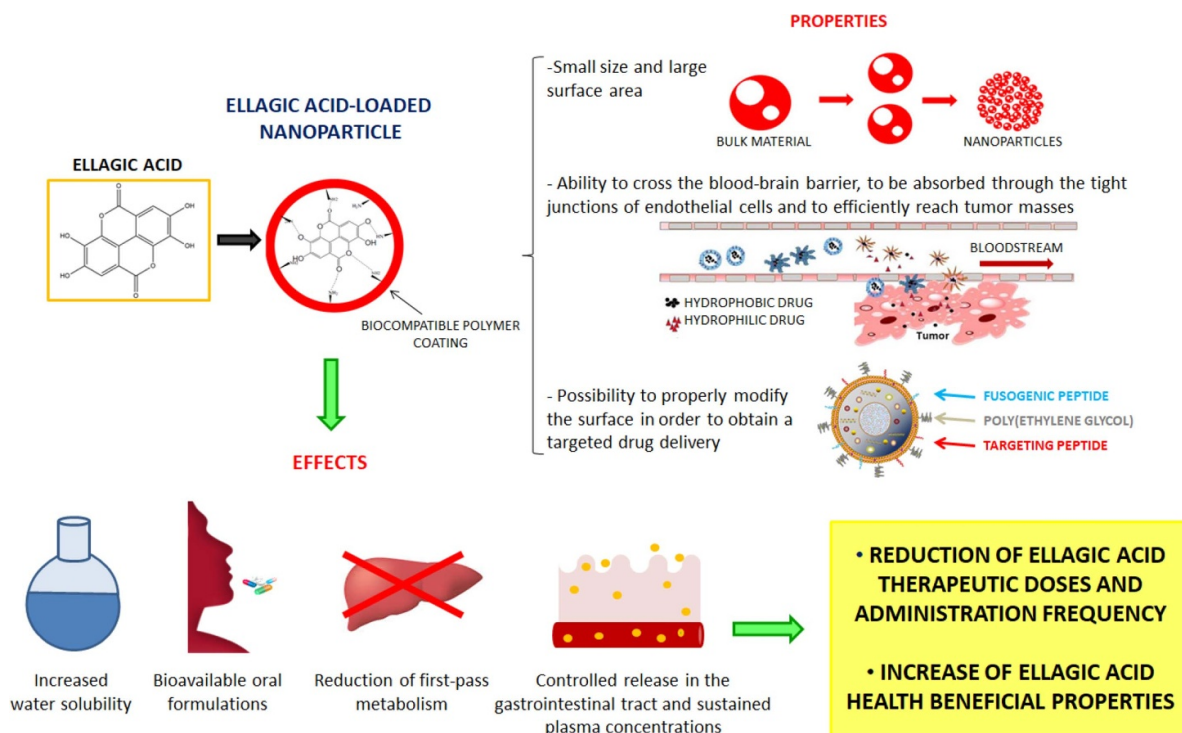 PROPERTIES
- Small size and large
surface area
BULK MATERIAL
NANOPARTICLES
ELLAGIC ACID-LOADED
NANOPARTICLE
ELLAGIC ACID
O
O
OH
HO
HO
OH
O
O
BIOCOMPATIBLE POLYMER
COATING
- Ability to cross the blood-brain barrier, to be absorbed through the tight
junctions of endothelial cells and to efficiently reach tumor masses
BLOODSTREAM
HYDROPHOBIC DRUG
HYDROPHILIC DRUG
Tumor
- Possibility to properly modify
the surface in order to obtain a
targeted drug delivery
FUSOGENIC PEPTIDE
POLY(ETHYLENE GLYCOL)
TARGETING PEPTIDE
EFFECTS
Increased
water solubility
Bioavailable oral
formulations
Reduction of first-pass
metabolism
Controlled release in the
gastrointestinal tract and sustained
plasma concentrations
• REDUCTION OF ELLAGIC ACID
THERAPEUTIC DOSES AND
ADMINISTRATION FREQUENCY
• INCREASE OF ELLAGIC ACID
HEALTH BENEFICIAL PROPERTIES